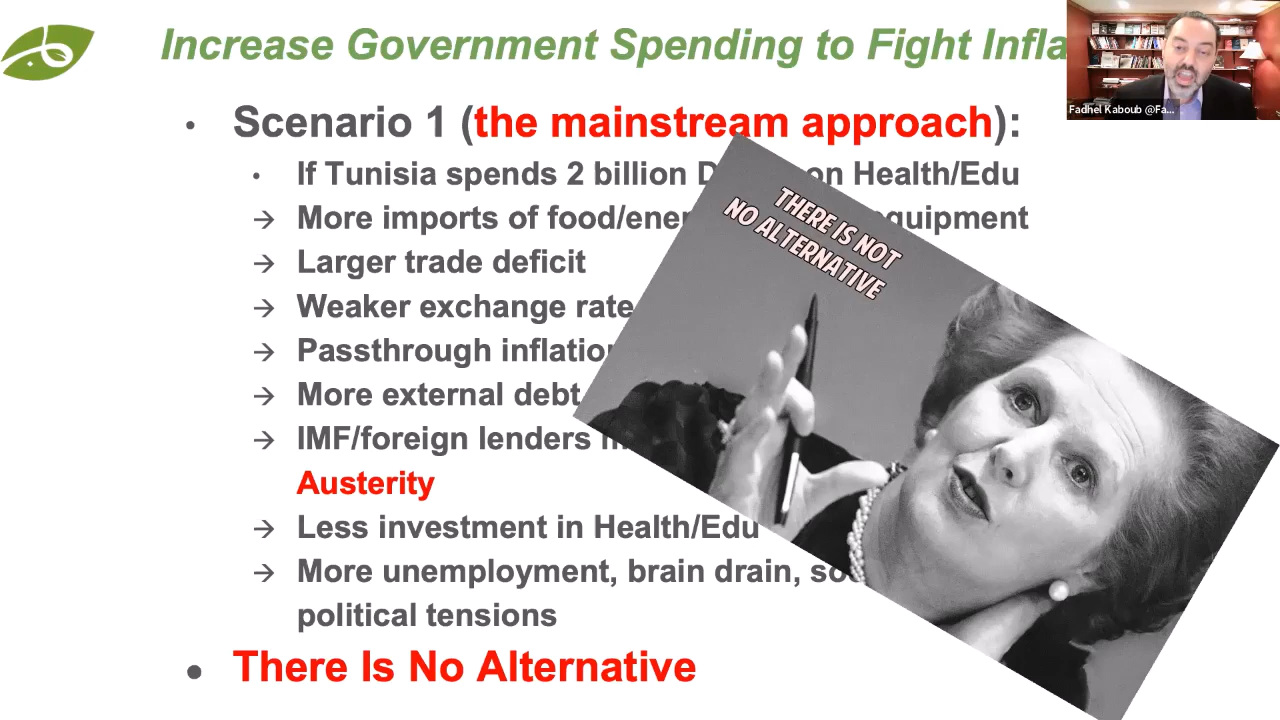 Increase Government Spending to Fight Infla
Fadhel Kaboub @Fa...
• Scenario 1 (the mainstream approach):
• If Tunisia spends 2 billion on Health/Edu
→ More imports of food/ener quipment
→ Larger trade deficit
→ Weaker exchange rate
→ Passthrough inflation
→ More external debt
→ IMF/foreign lenders
Austerity
→ Less investment in Health/Edu
→ More unemployment, brain drain,
political tensions
• There Is No Alternative
THERE IS NOT
NO ALTERNATIVE